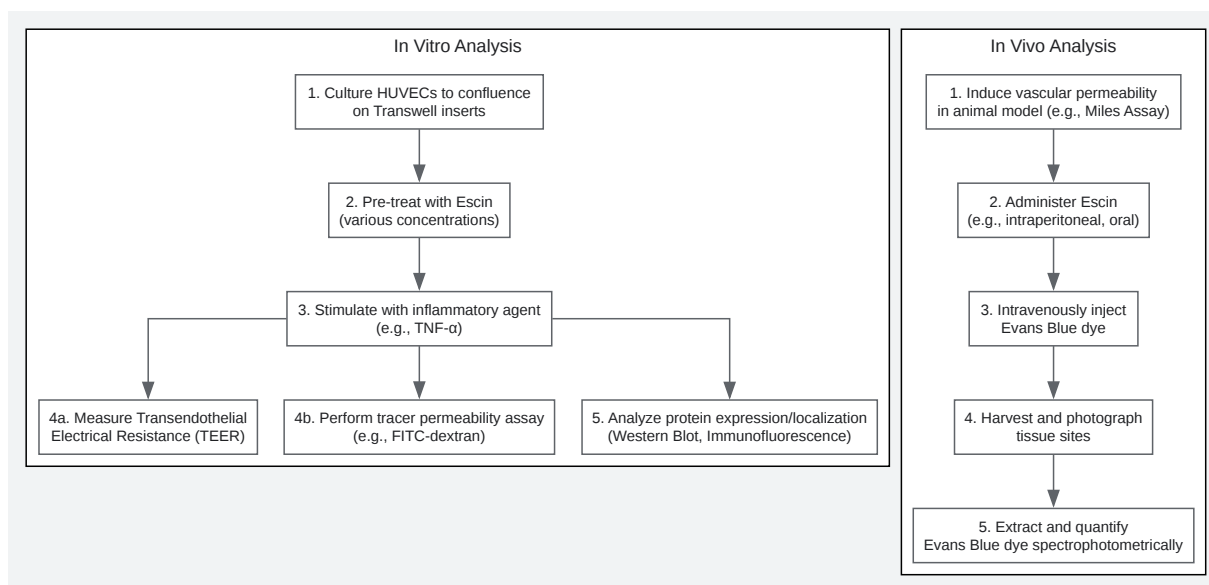 In Vitro Analysis
1. Culture HUVECs to confluence
on Transwell inserts
2. Pre-treat with Escin
(various concentrations)
3. Stimulate with inflammatory agent
(e.g., TNF-α)
4a. Measure Transendothelial
Electrical Resistance (TEER)
4b. Perform tracer permeability assay
(e.g., FITC-dextran)
5. Analyze protein expression/localization
(Western Blot, Immunofluorescence)
In Vivo Analysis
1. Induce vascular permeability
in animal model (e.g., Miles Assay)
2. Administer Escin
(e.g., intraperitoneal, oral)
3. Intravenously inject
Evans Blue dye
4. Harvest and photograph
tissue sites
5. Extract and quantify
Evans Blue dye spectrophotometrically